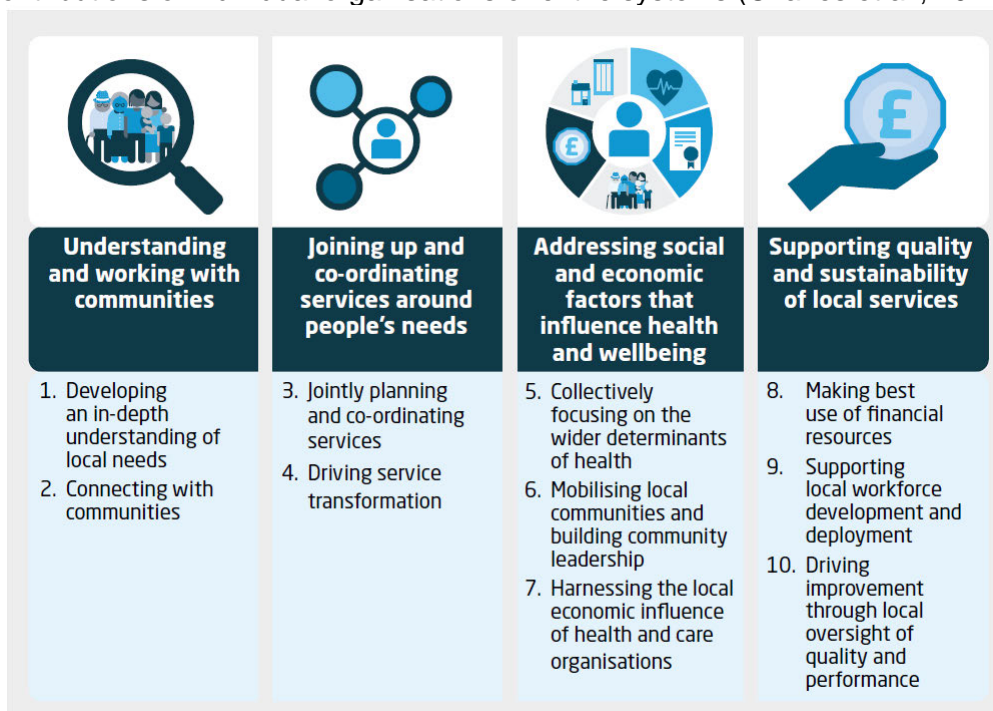 Understanding
and working with
communities
1. Developing
an in-depth
understanding of
local needs
2. Connecting with
communities
Joining up and
co-ordinating
services around
people's needs
3. Jointly planning
and co-ordinating
services
4. Driving service
transformation
£
Addressing social
and economic
factors that
influence health
and wellbeing
5. Collectively
focusing on the
wider determinants
of health
6. Mobilising local
communities and
building community
leadership
7. Harnessing the local
economic influence
of health and care
organisations
£
Supporting quality
and sustainability
of local services
8. Making best
use of financial
resources
9. Supporting
local workforce
development and
deployment
10. Driving
improvement
through local
oversight of
quality and
performance